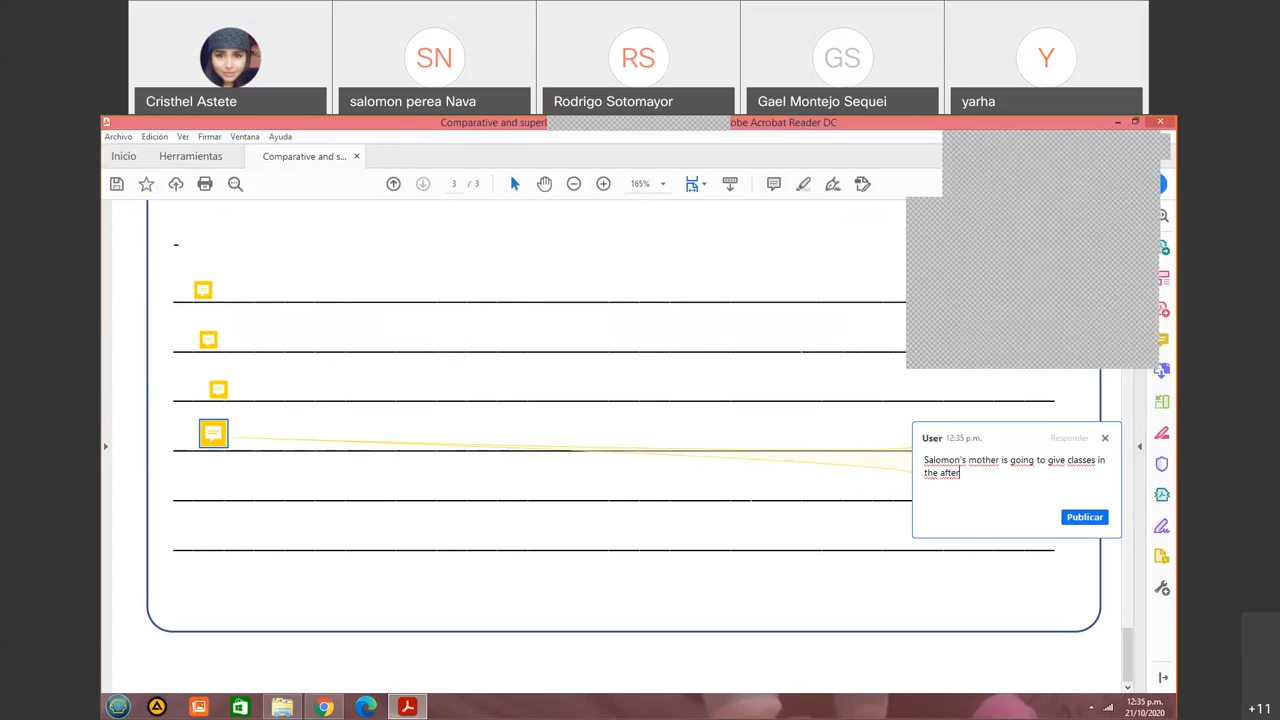 SN
RS
GS
Y
Cristhel Astete
salomon perea Nava
Rodrigo Sotomayor
Gael Montejo Sequei
yarha
Comparative and superl
obe Acrobat Reader DC
Archivo Edición Ver Firmar Ventana Ayuda
Inicio Herramientas Comparative and s... ×
3 / 3 165%
-
User 12:35 p.m. Responder
Salomon's mother is going to give classes in
the after
Publicar
12:35 p.m.
21/10/2020
+11